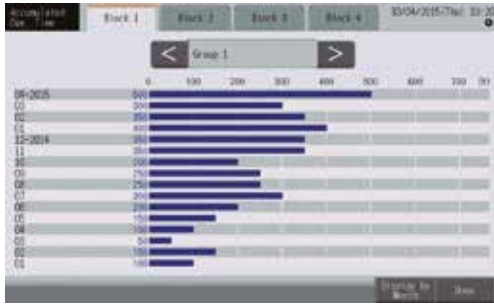 Accumulated
Ope Time
Block 1
Block 2
Block 3
Block 4
30/04/2015(Thu)
<
Group 1
>
0 100 200 300 400 500 600 700
04-2015 500
03 300
02 350
01 400
12-2014 350
11 350
10 200
09 250
08 250
07 300
06 200
05 150
04 100
03 50
02 150
01 100
Display by
Month